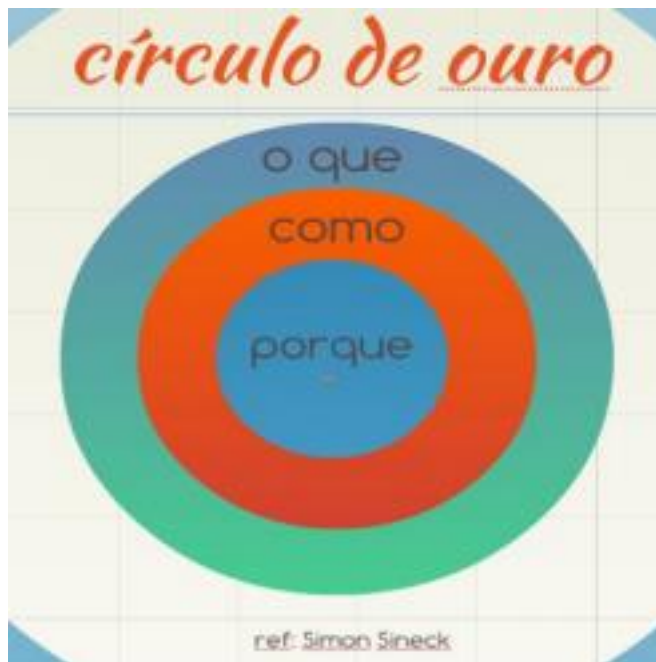 círculo de ouro
o que
como
porque
ref: Simon Sineck